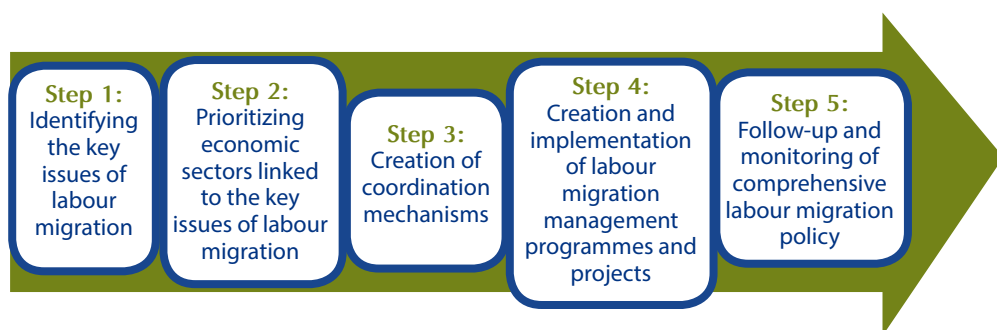 Step 1:
Identifying
the key
issues of
labour
migration
Step 2:
Prioritizing
economic
sectors linked
to the key
issues of labour
migration
Step 3:
Creation of
coordination
mechanisms
Step 4:
Creation and
implementation
of labour
migration
management
programmes and
projects
Step 5:
Follow-up and
monitoring of
comprehensive
labour migration
policy